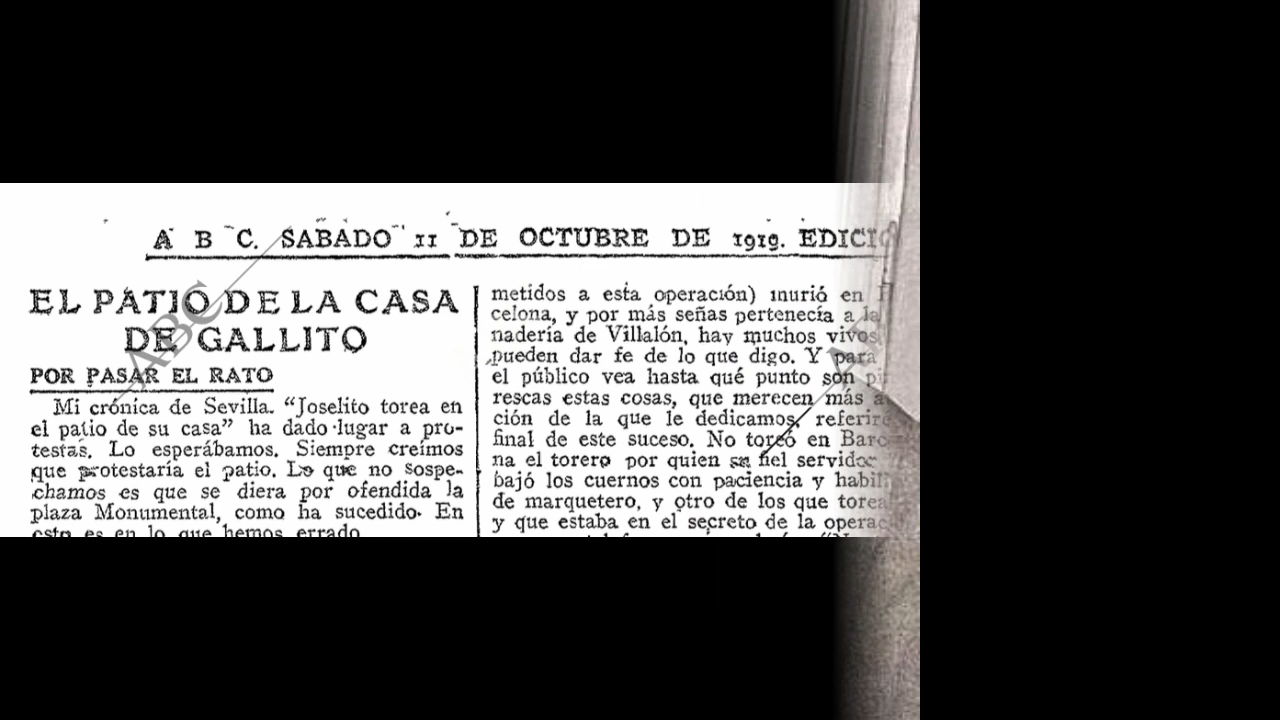 A B C. SABADO 11 DE OCTUBRE DE 1919. EDICI
EL PATIO DE LA CASA
DE GALLITO
POR PASAR EL RATO
Mi crónica de Sevilla. “Joselito torea en
el patio de su casa” ha dado lugar a pro-
testas. Lo esperábamos. Siempre creímos
que protestaría el patio. Lo que no sospe-
chamos es que se diera por ofendida la
plaza Monumental, como ha sucedido. En
esto es en lo que hemos errado
metidos a esta operación) murió en
celona, y por más señas pertenecía a la
nadería de Villalón, hay muchos vivos
pueden dar fe de lo que digo. Y para
el público vea hasta qué punto son pi
rescas estas cosas, que merecen más a
ción de la que le dedicamos, referiré
final de este suceso. No toreó en Barc
na el torero por quien su fiel servidor
bajó los cuernos con paciencia y habil
de marquetero, y otro de los que torea
y que estaba en el secreto de la operac
ABC